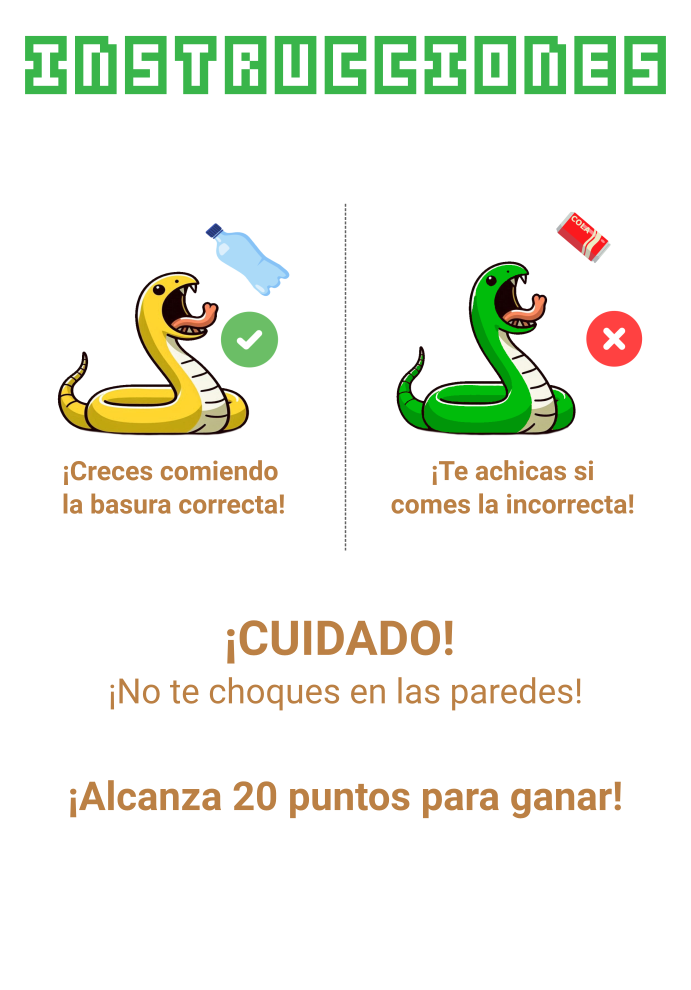 INSTRUCCIONES
COLA
¡Creces comiendo
la basura correcta!
¡Te achicas si
comes la incorrecta!
¡CUIDADO!
¡No te choques en las paredes!
¡Alcanza 20 puntos para ganar!